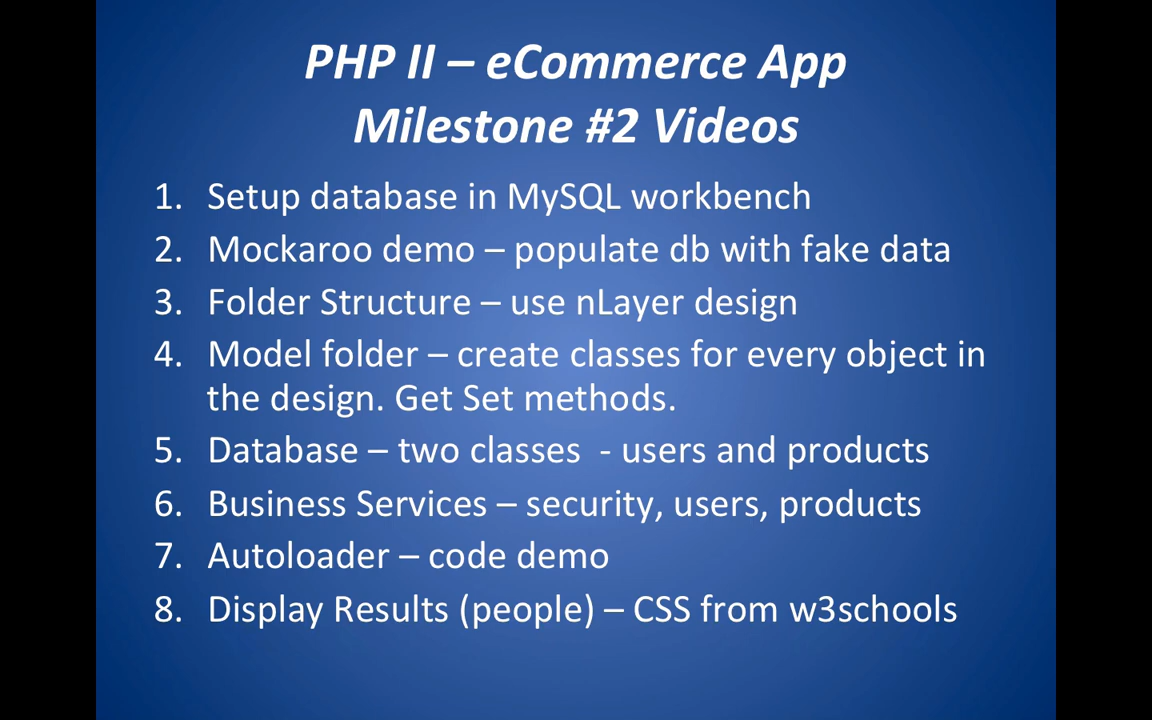 PHP II – eCommerce App
Milestone #2 Videos
1. Setup database in MySQL workbench
2. Mockaroo demo – populate db with fake data
3. Folder Structure – use nLayer design
4. Model folder – create classes for every object in
the design. Get Set methods.
5. Database – two classes - users and products
6. Business Services – security, users, products
7. Autoloader – code demo
8. Display Results (people) – CSS from w3schools